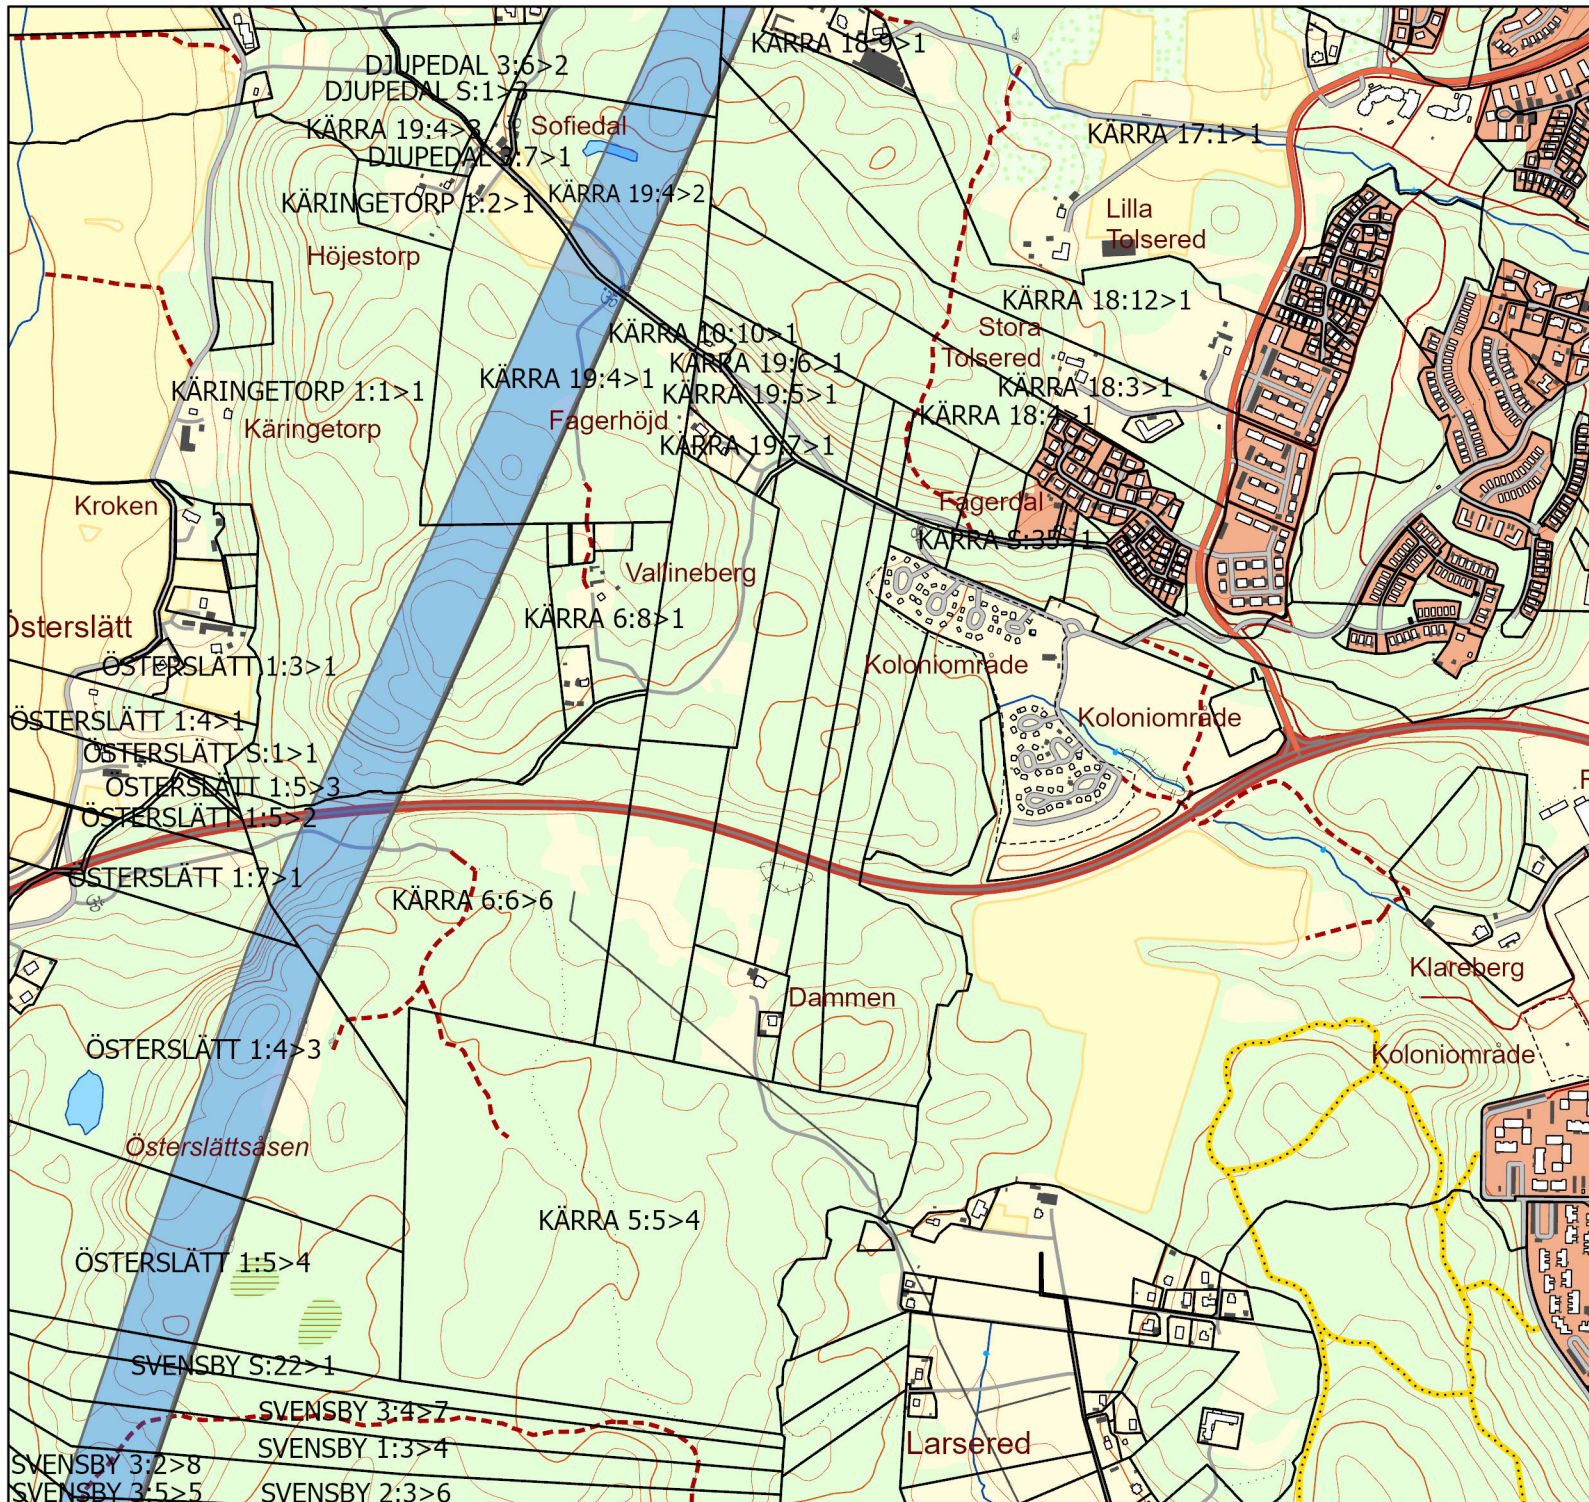 KÄRRA 18:9>1
DJUPEDAL 3:6>2
DJUPEDAL S:1>3
KÄRRA 19:4>3
Sofiedal
KÄRRA 17:1>1
DJUPEDAL 3:7>1
KÄRINGETORP 1:2>1
KÄRRA 19:4>2
Lilla
Tolsered
Höjestorp
KÄRRA 18:12>1
Stora
Tolsered
KÄRRA 10:10>1
KÄRRA 19:6>1
KÄRRA 19:4>1
KÄRRA 19:5>1
KÄRRA 18:3>1
KÄRINGETORP 1:1>1
KÄRRA 18:4>1
Fagerhöjd
Käringetorp
KÄRRA 19:7>1
Kroken
Fagerdal
KÄRRA S:35>1
Vallineberg
KÄRRA 6:8>1
Österslätt
ÖSTERSLÄTT 1:3>1
Koloniområde
ÖSTERSLÄTT 1:4>1
Koloniområde
ÖSTERSLÄTT S:1>1
ÖSTERSLÄTT 1:5>3
ÖSTERSLÄTT 1:5>2
ÖSTERSLÄTT 1:7>1
KÄRRA 6:6>6
Klareberg
Dammen
ÖSTERSLÄTT 1:4>3
Koloniområde
Österslättsåsen
KÄRRA 5:5>4
ÖSTERSLÄTT 1:5>4
SVENSBY S:22>1
SVENSBY 3:4>7
Larsered
SVENSBY 1:3>4
SVENSBY 3:2>8
SVENSBY 3:5>5
SVENSBY 2:3>6